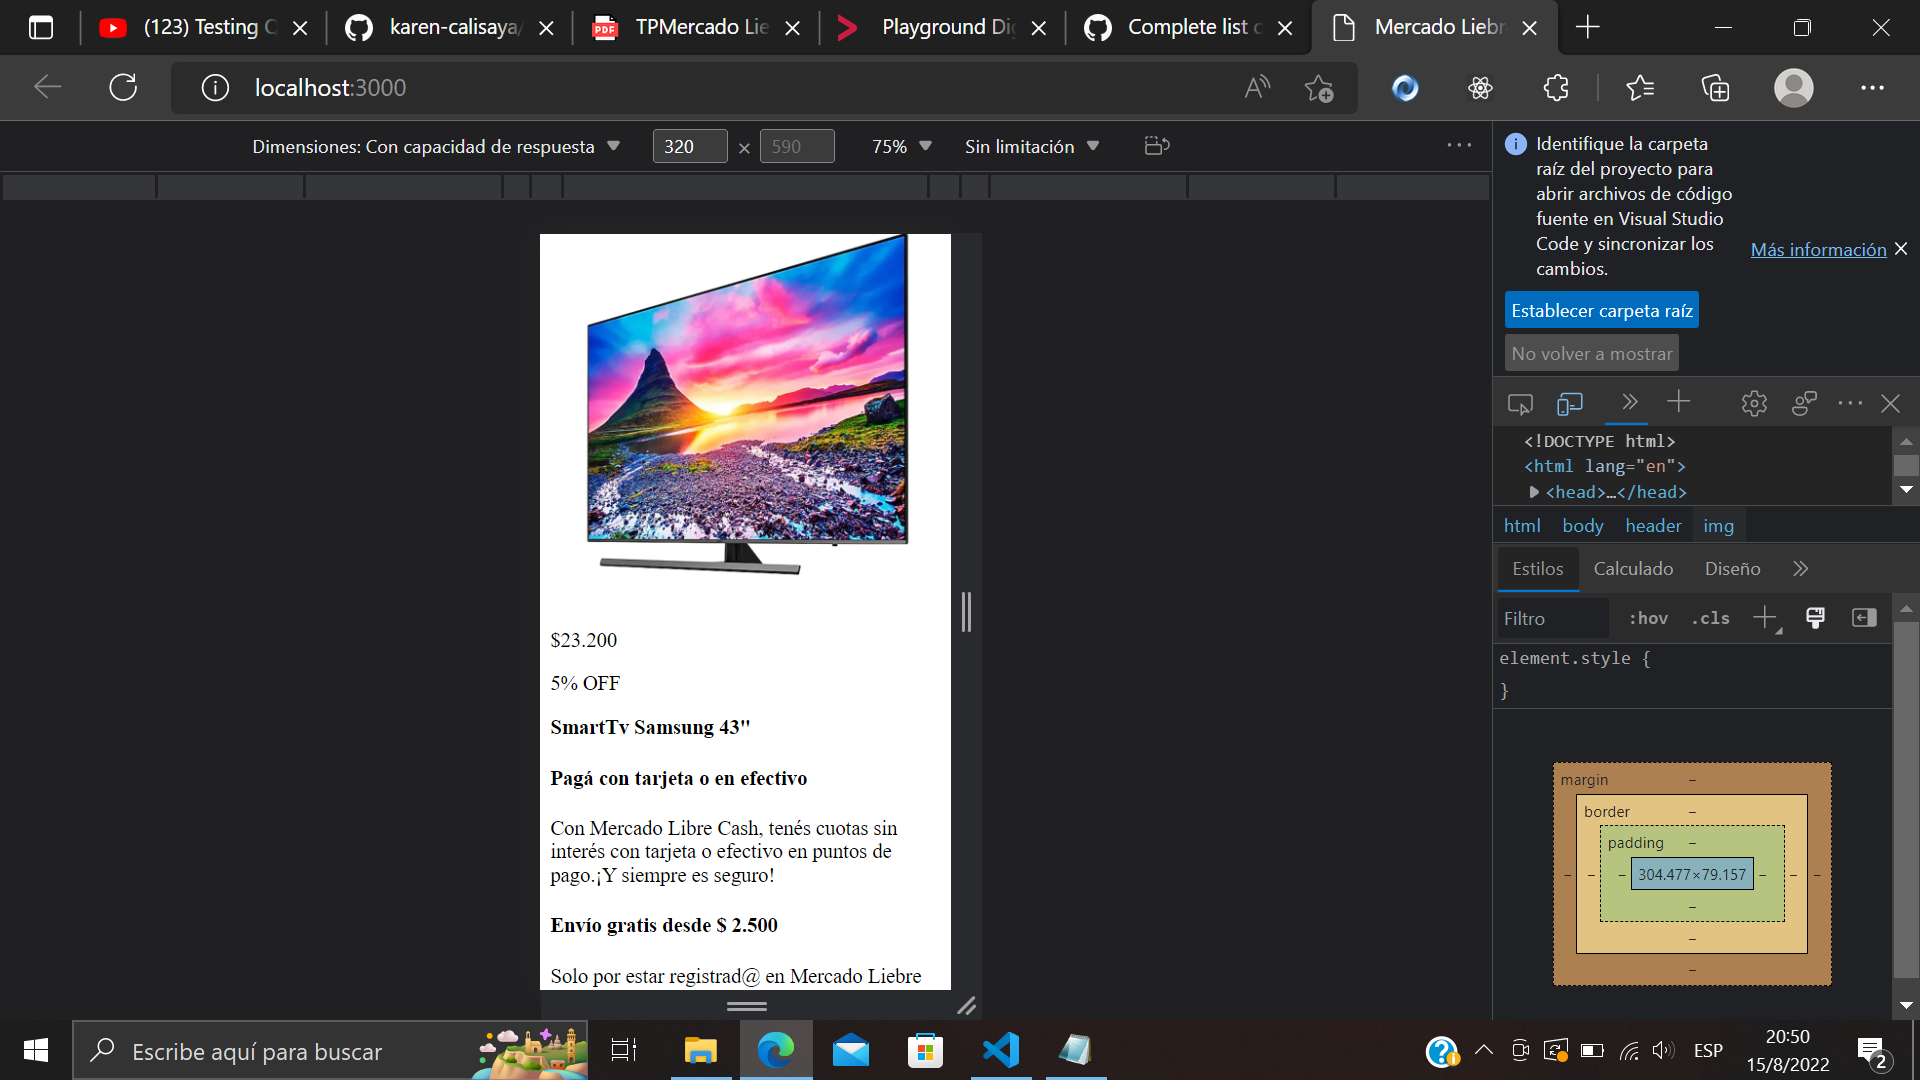 (123) Testing C
karen-calisaya/
TPMercado Lie
Playground Di
Complete list o
Mercado Liebr
localhost:3000
Dimensiones: Con capacidad de respuesta
320 × 590
75%
Sin limitación
Identifique la carpeta
raíz del proyecto para
abrir archivos de código
fuente en Visual Studio
Code y sincronizar los
cambios.
Más información
Establecer carpeta raíz
No volver a mostrar
<!DOCTYPE html>
<html lang="en">
<head>…</head>
html body header img
Estilos Calculado Diseño
Filtro :hov .cls
element.style {
}
margin –
border –
padding –
– – – 304.477×79.157 – – –
–
–
–
$23.200
5% OFF
SmartTv Samsung 43"
Pagá con tarjeta o en efectivo
Con Mercado Libre Cash, tenés cuotas sin
interés con tarjeta o efectivo en puntos de
pago.¡Y siempre es seguro!
Envío gratis desde $ 2.500
Solo por estar registrad@ en Mercado Liebre
Escribe aquí para buscar
ESP
20:50
15/8/2022
2